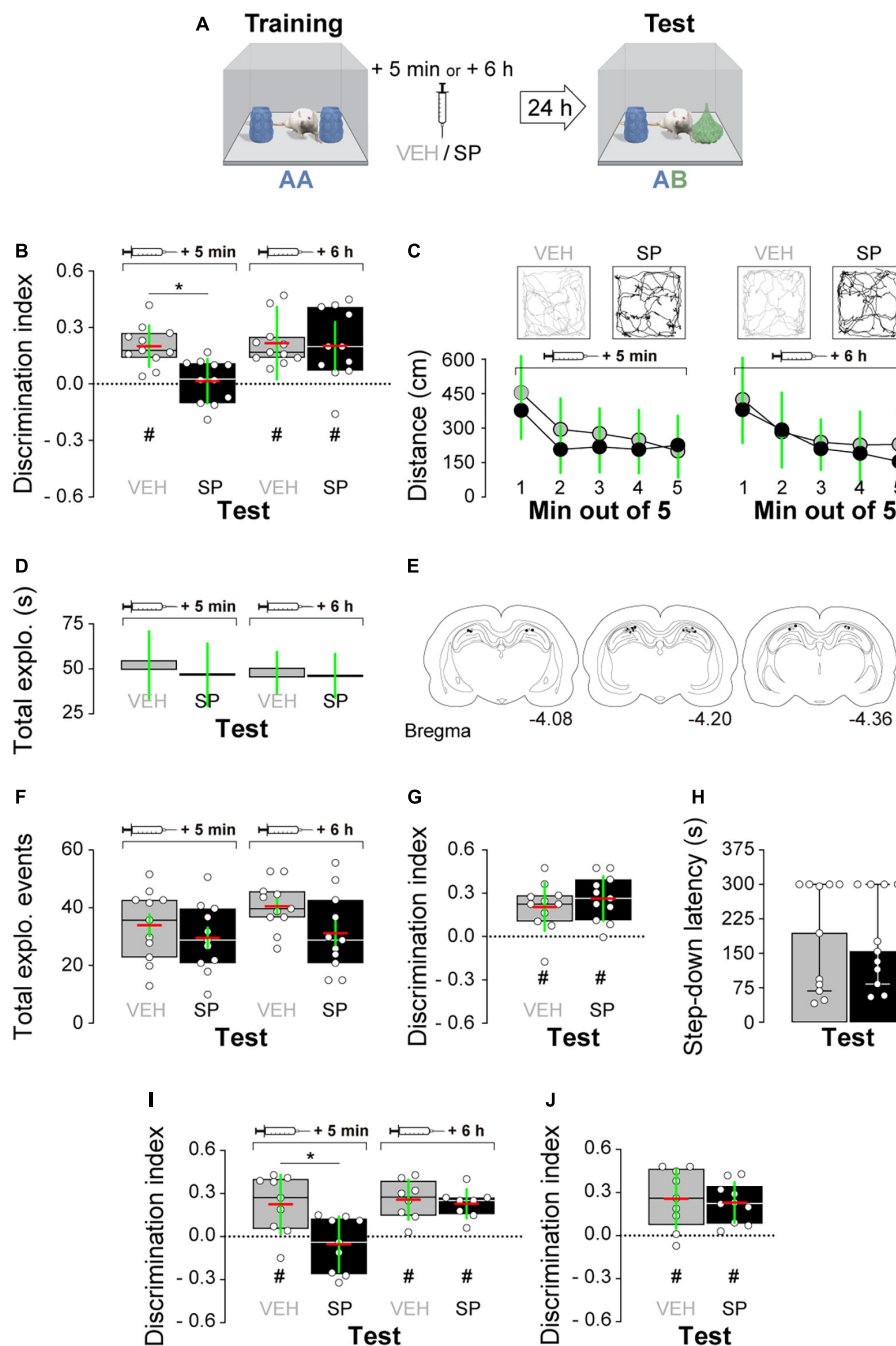 A
Training
Test
+ 5 min or + 6 h
VEH / SP
24 h
AA
AB
B
+ 5 min
+ 6 h
Discrimination index
0.6
0.3
0.0
- 0.3
- 0.6
*
# # #
VEH SP VEH SP
Test
C
VEH SP VEH SP
+ 5 min
+ 6 h
Distance (cm)
600
450
300
150
0
1 2 3 4 5
Min out of 5
1 2 3 4 5
Min out of 5
D
+ 5 min
+ 6 h
Total explo. (s)
75
50
25
VEH SP VEH SP
Test
E
Bregma
-4.08
-4.20
-4.36
F
+ 5 min
+ 6 h
Total explo. events
60
40
20
0
VEH SP VEH SP
Test
G
Discrimination index
0.6
0.3
0.0
- 0.3
- 0.6
# #
VEH SP
Test
H
Step-down latency (s)
375
300
225
150
75
0
Test
I
+ 5 min
+ 6 h
Discrimination index
0.6
0.3
0.0
- 0.3
- 0.6
*
# # #
VEH SP VEH SP
Test
J
Discrimination index
0.6
0.3
0.0
- 0.3
- 0.6
# #
VEH SP
Test